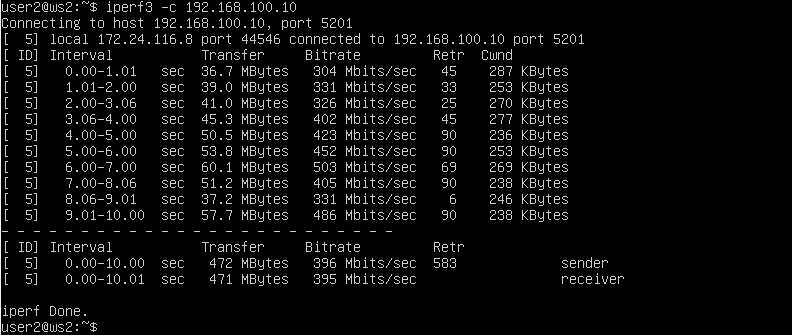 user2@ws2:~$ iperf3 -c 192.168.100.10
Connecting to host 192.168.100.10, port 5201
[  5] local 172.24.116.8 port 44546 connected to 192.168.100.10 port 5201
[ ID] Interval           Transfer     Bitrate         Retr  Cwnd
[  5]   0.00-1.01   sec  36.7 MBytes   304 Mbits/sec   45    287 KBytes
[  5]   1.01-2.00   sec  39.0 MBytes   331 Mbits/sec   33    253 KBytes
[  5]   2.00-3.06   sec  41.0 MBytes   326 Mbits/sec   25    270 KBytes
[  5]   3.06-4.00   sec  45.3 MBytes   402 Mbits/sec   45    277 KBytes
[  5]   4.00-5.00   sec  50.5 MBytes   423 Mbits/sec   90    236 KBytes
[  5]   5.00-6.00   sec  53.8 MBytes   452 Mbits/sec   90    253 KBytes
[  5]   6.00-7.00   sec  60.1 MBytes   503 Mbits/sec   69    269 KBytes
[  5]   7.00-8.06   sec  51.2 MBytes   405 Mbits/sec   90    238 KBytes
[  5]   8.06-9.01   sec  37.2 MBytes   331 Mbits/sec    6    246 KBytes
[  5]   9.01-10.00  sec  57.7 MBytes   486 Mbits/sec   90    238 KBytes
- - - - - - - - - - - - - - - - - - - - - - - - -
[ ID] Interval           Transfer     Bitrate         Retr
[  5]   0.00-10.00  sec   472 MBytes   396 Mbits/sec  583             sender
[  5]   0.00-10.01  sec   471 MBytes   395 Mbits/sec                  receiver
iperf Done.
user2@ws2:~$